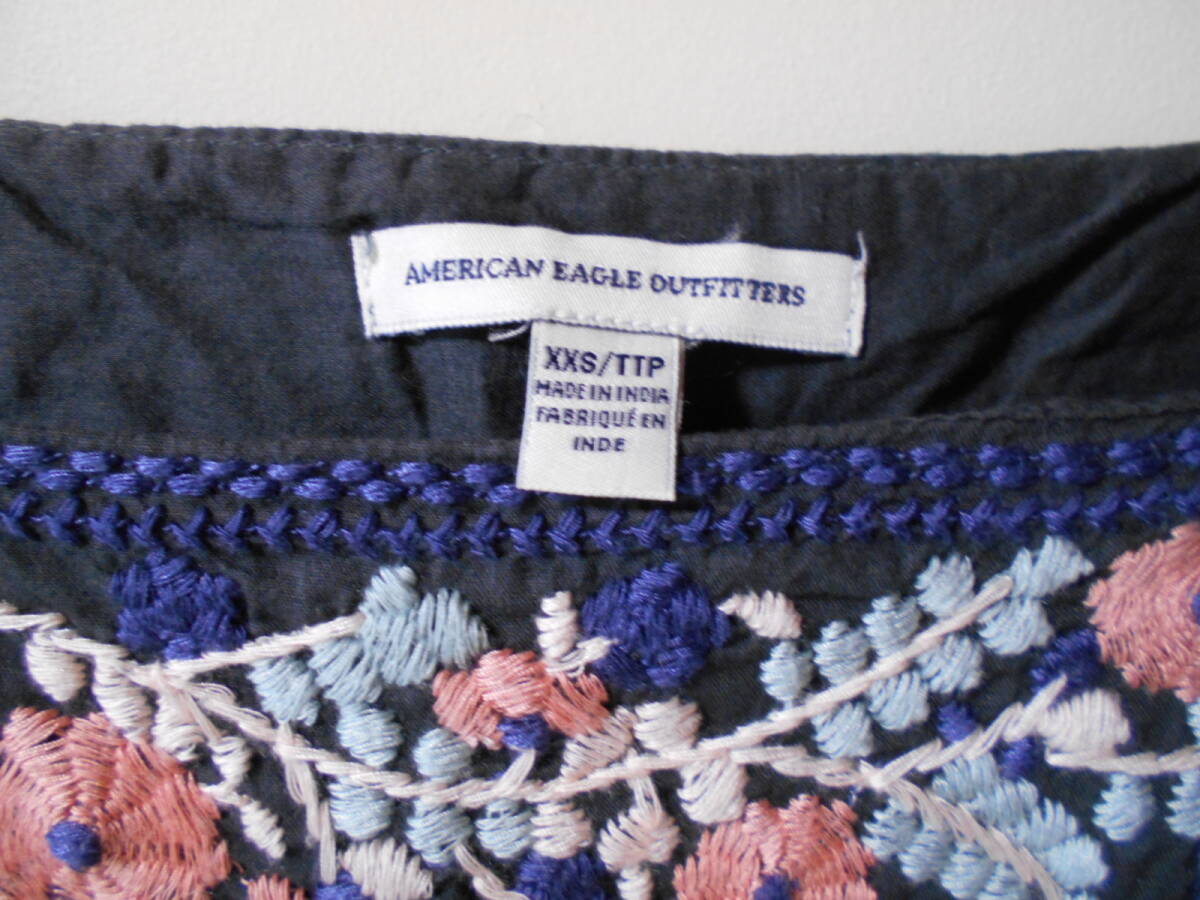 AMERICAN EAGLE OUTFITTERS
XXS/TTP
MADE IN INDIA
FABRIQUÉ EN
INDE